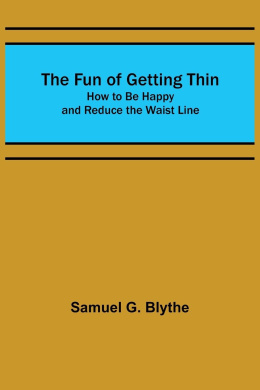 The Fun of Getting Thin
How to Be Happy
and Reduce the Waist Line
Samuel G. Blythe